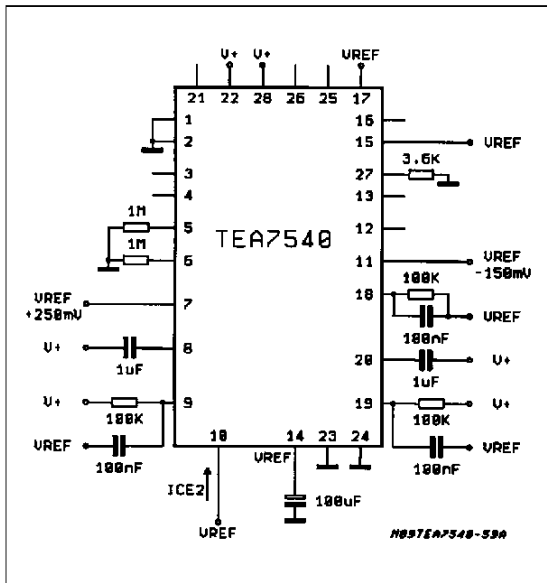 V+ V+ VREF
21 22 28 26 25 17
1 16
2 15 VREF
3 27 3.6K
4 13
1M
5 12
1M
TEA7540
6 11 VREF
-150mV
VREF
+250mV
7 18 100K
100nF
VREF
V+ 8 20 V+
1uF 1uF
V+ 9 19 V+
100K 100K
VREF VREF
100nF 100nF
10 14 23 24
VREF
ICE2
100uF
VREF
M89TEA7540-59A